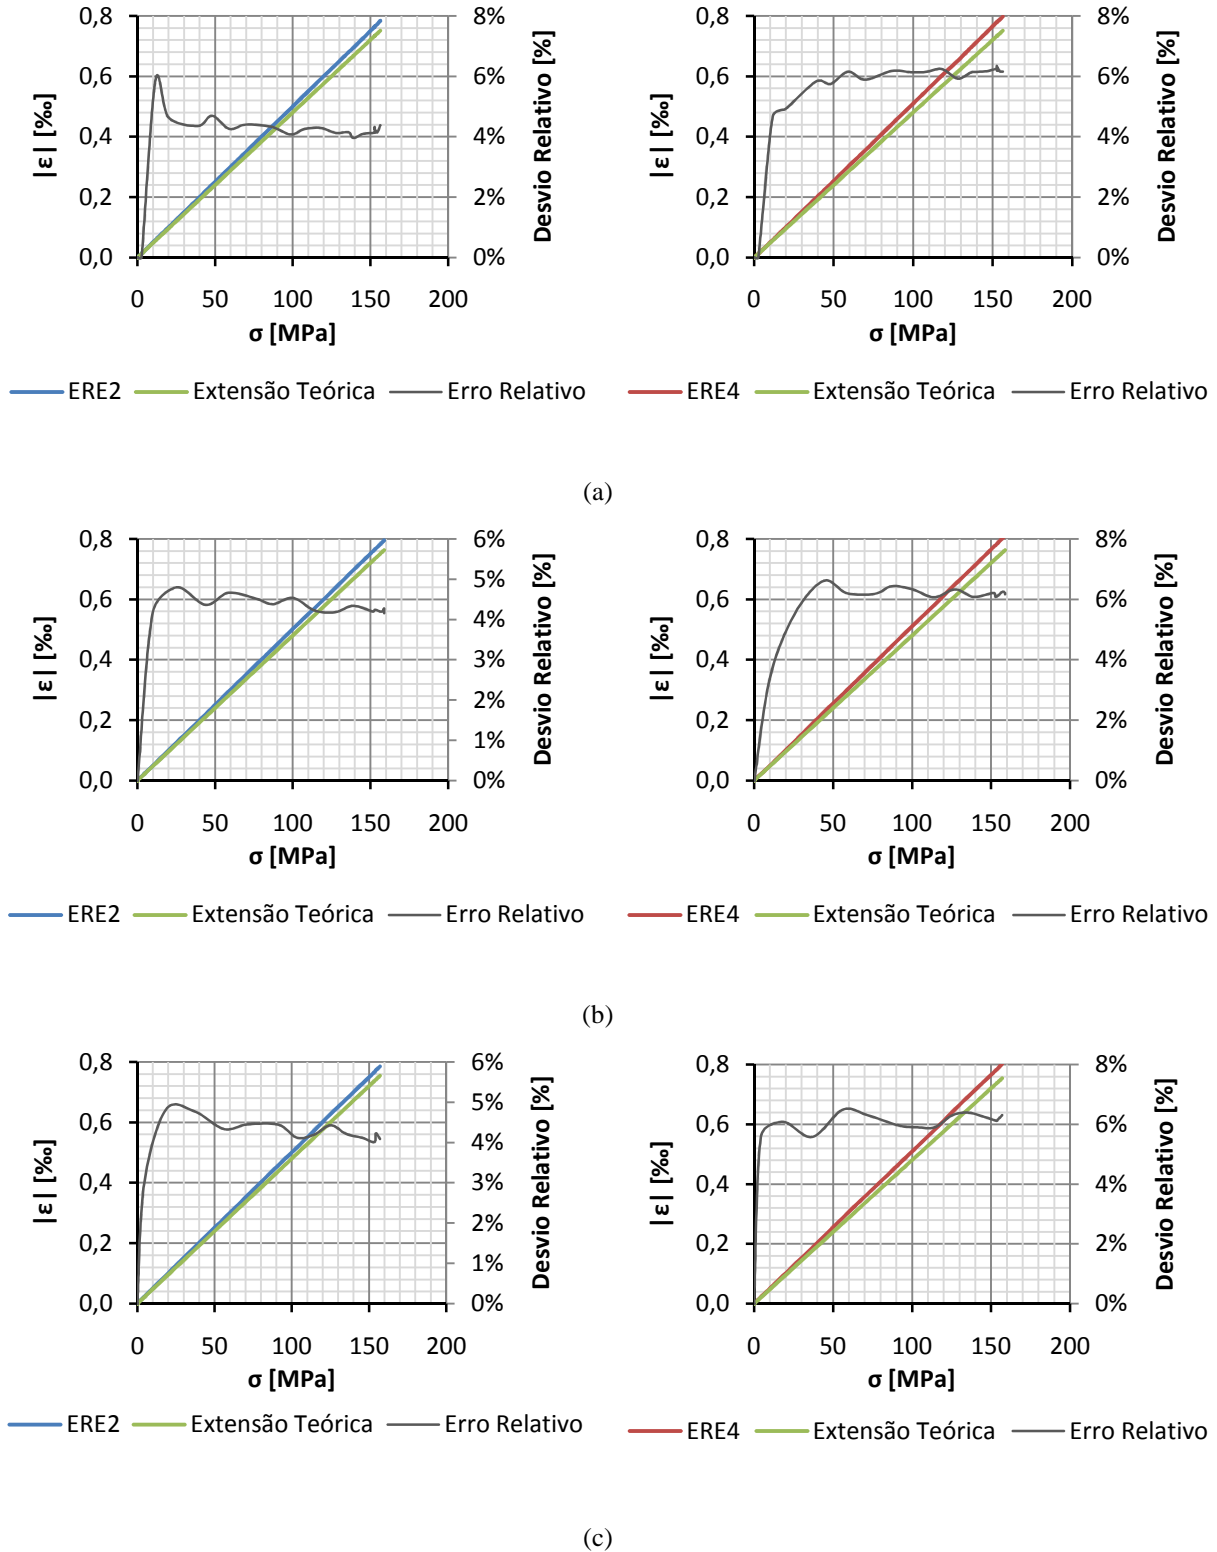 0,8
0,6
0,4
0,2
0,0
|ε| [‰]
8%
6%
4%
2%
0%
Desvio Relativo [%]
0 50 100 150 200
σ [MPa]
ERE2 Extensão Teórica Erro Relativo
0,8
0,6
0,4
0,2
0,0
|ε| [‰]
8%
6%
4%
2%
0%
Desvio Relativo [%]
0 50 100 150 200
σ [MPa]
ERE4 Extensão Teórica Erro Relativo
(a)
0,8
0,6
0,4
0,2
0,0
|ε| [‰]
6%
5%
4%
3%
2%
1%
0%
Desvio Relativo [%]
0 50 100 150 200
σ [MPa]
ERE2 Extensão Teórica Erro Relativo
0,8
0,6
0,4
0,2
0,0
|ε| [‰]
8%
6%
4%
2%
0%
Desvio Relativo [%]
0 50 100 150 200
σ [MPa]
ERE4 Extensão Teórica Erro Relativo
(b)
0,8
0,6
0,4
0,2
0,0
|ε| [‰]
6%
5%
4%
3%
2%
1%
0%
Desvio Relativo [%]
0 50 100 150 200
σ [MPa]
ERE2 Extensão Teórica Erro Relativo
0,8
0,6
0,4
0,2
0,0
|ε| [‰]
8%
6%
4%
2%
0%
Desvio Relativo [%]
0 50 100 150 200
σ [MPa]
ERE4 Extensão Teórica Erro Relativo
(c)